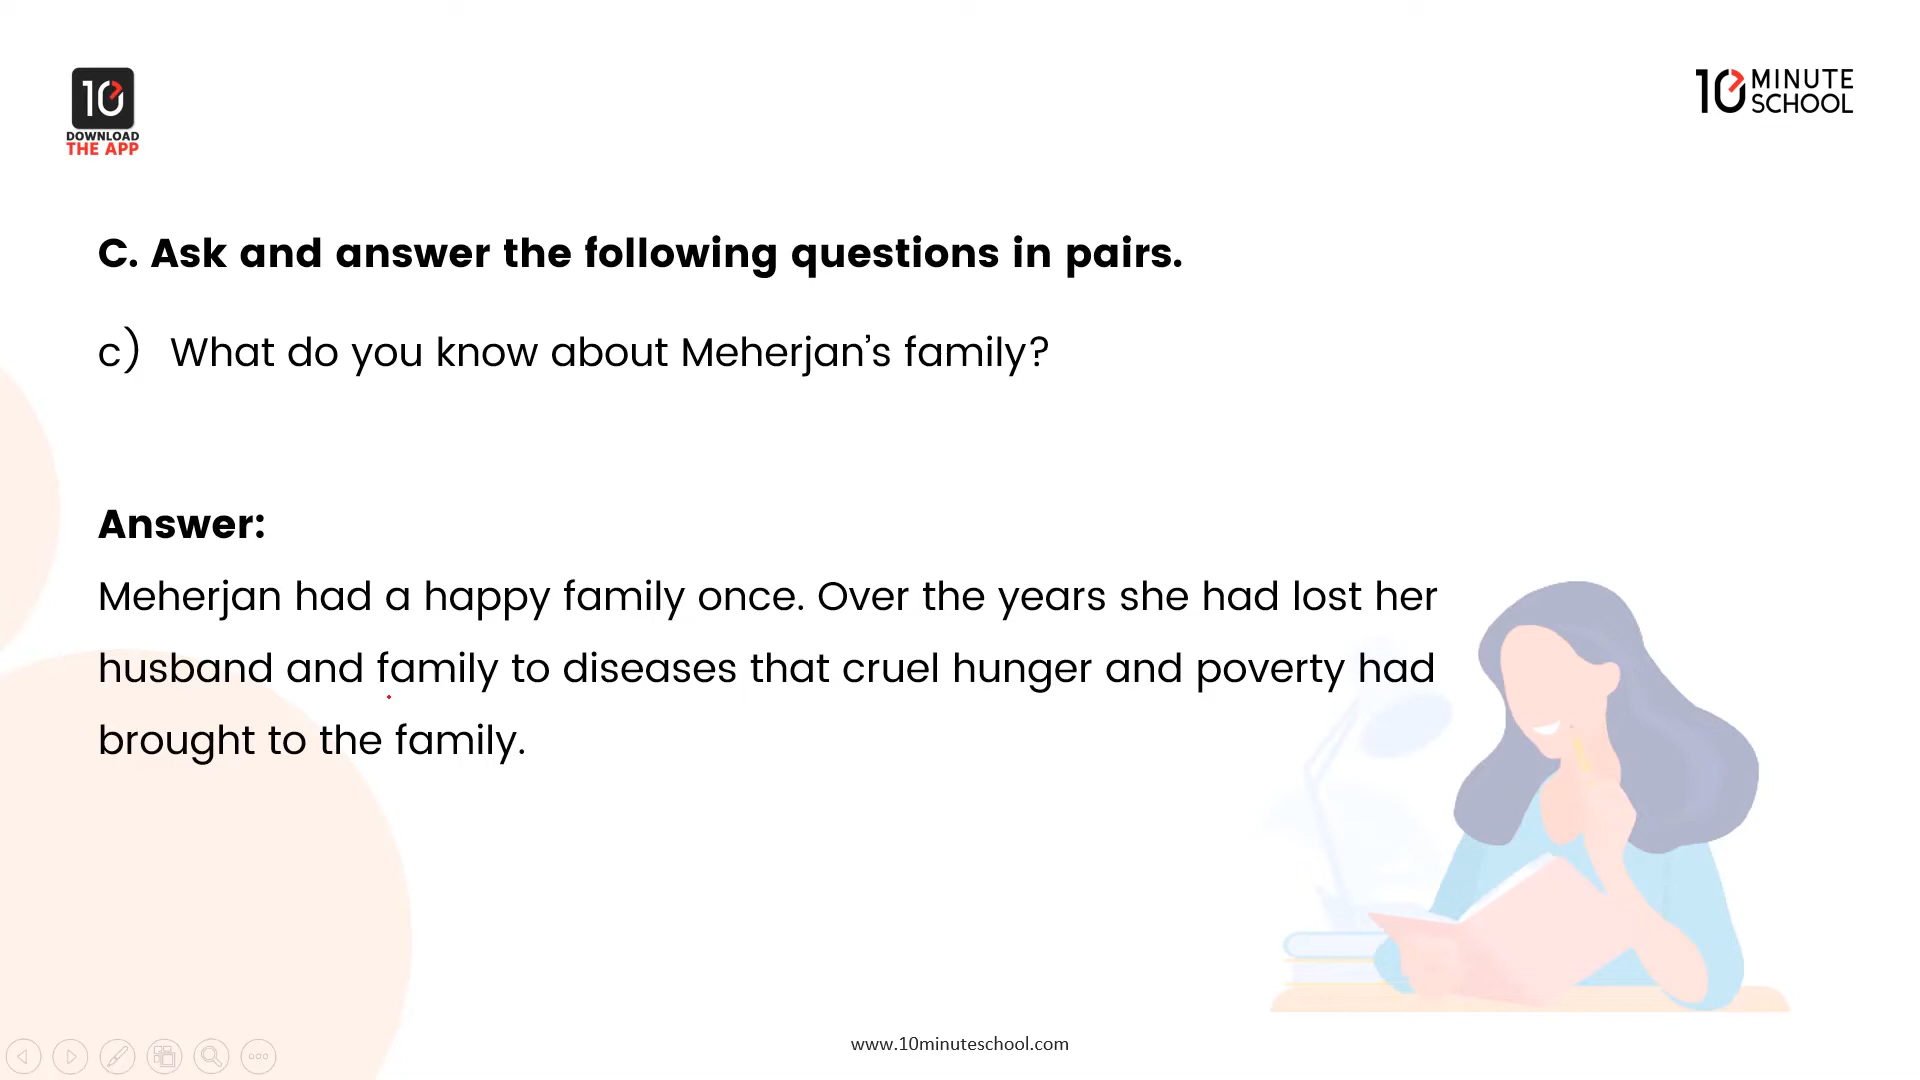 10
DOWNLOAD
THE APP
10 MINUTE
SCHOOL
C. Ask and answer the following questions in pairs.
c) What do you know about Meherjan's family?
Answer:
Meherjan had a happy family once. Over the years she had lost her
husband and family to diseases that cruel hunger and poverty had
brought to the family.
www.10minuteschool.com